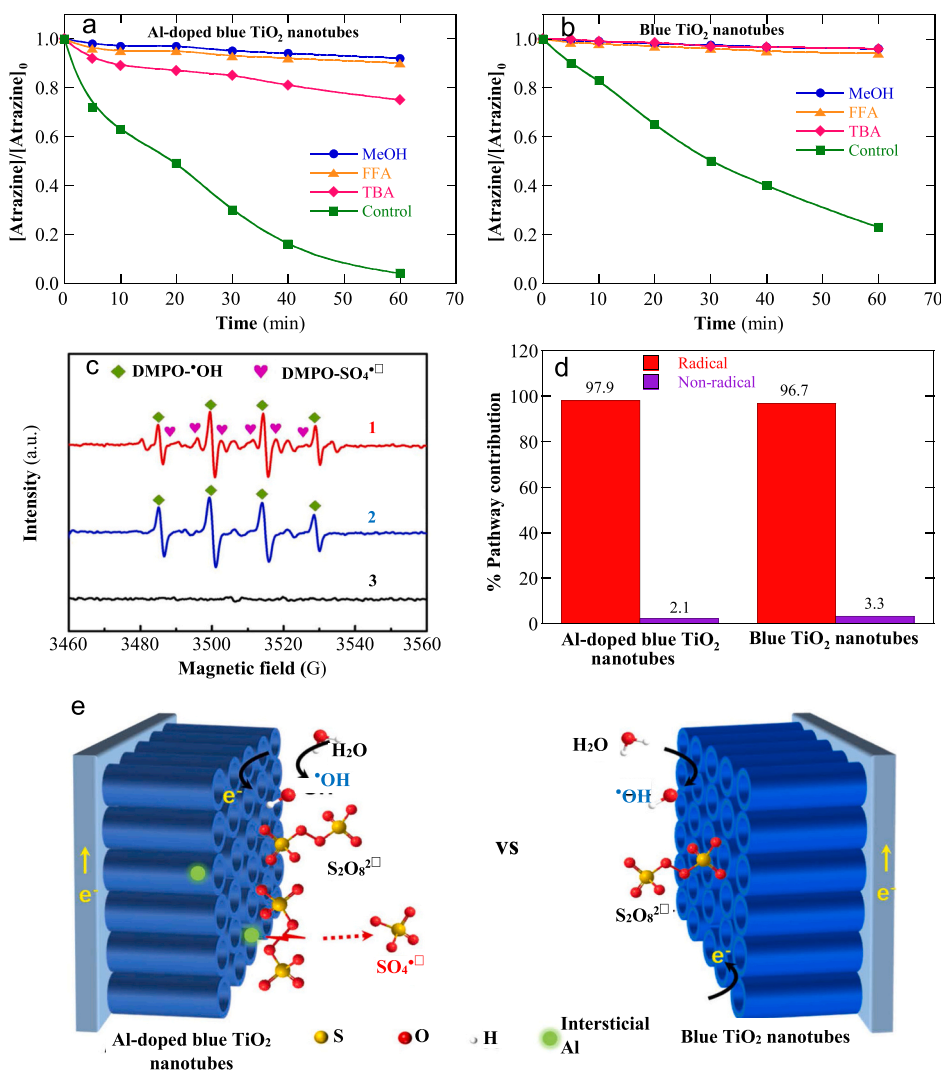 a
Al-doped blue TiO₂ nanotubes
[Atrazine]/[Atrazine]₀
1.0
0.8
0.6
0.4
0.2
0.0
MeOH
FFA
TBA
Control
0 10 20 30 40 50 60 70
Time (min)
b
Blue TiO₂ nanotubes
[Atrazine]/[Atrazine]₀
1.0
0.8
0.6
0.4
0.2
0.0
MeOH
FFA
TBA
Control
0 10 20 30 40 50 60 70
Time (min)
c
DMPO-•OH DMPO-SO₄•□
Intensity (a.u.)
1
2
3
3460 3480 3500 3520 3540 3560
Magnetic field (G)
d
Radical
Non-radical
% Pathway contribution
120
100
80
60
40
20
0
97.9
2.1
96.7
3.3
Al-doped blue TiO₂
nanotubes
Blue TiO₂ nanotubes
e
H₂O
•OH
e⁻
S₂O₈²□
e⁻
SO₄•□
vs
H₂O
•OH
S₂O₈²□
e⁻
e⁻
Al-doped blue TiO₂
nanotubes
S
O
H
Intersticial
Al
Blue TiO₂ nanotubes